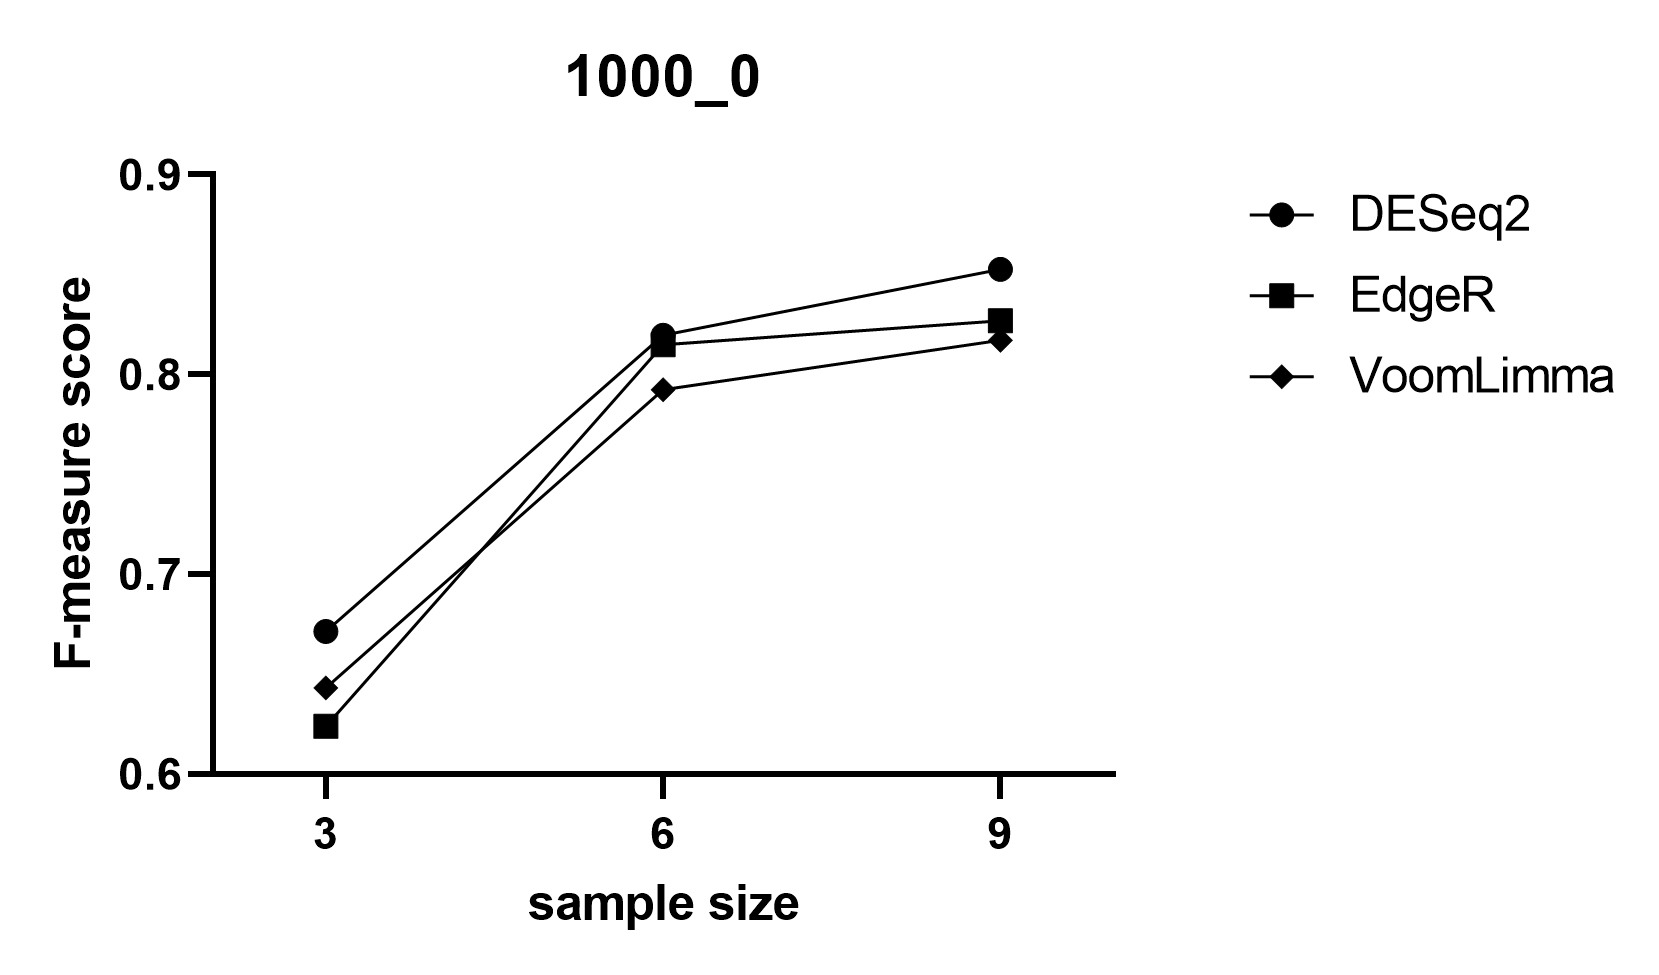 1000_0
0.9
0.8
0.7
0.6
F-measure score
3 6 9
sample size
DESeq2
EdgeR
VoomLimma